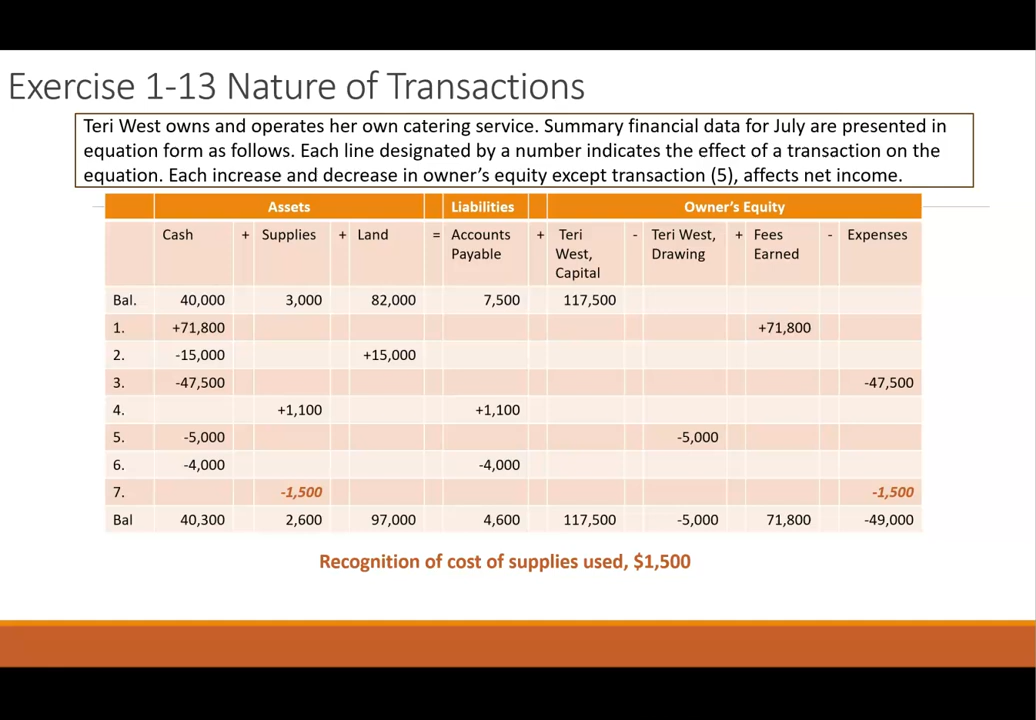 Exercise 1-13 Nature of Transactions
Teri West owns and operates her own catering service. Summary financial data for July are presented in
equation form as follows. Each line designated by a number indicates the effect of a transaction on the
equation. Each increase and decrease in owner’s equity except transaction (5), affects net income.
Assets Liabilities Owner’s Equity
Cash + Supplies + Land = Accounts Payable + Teri West, Capital - Teri West, Drawing + Fees Earned - Expenses
Bal. 40,000 3,000 82,000 7,500 117,500
1. +71,800 +71,800
2. -15,000 +15,000
3. -47,500 -47,500
4. +1,100 +1,100
5. -5,000 -5,000
6. -4,000 -4,000
7. -1,500 -1,500
Bal 40,300 2,600 97,000 4,600 117,500 -5,000 71,800 -49,000
Recognition of cost of supplies used, $1,500